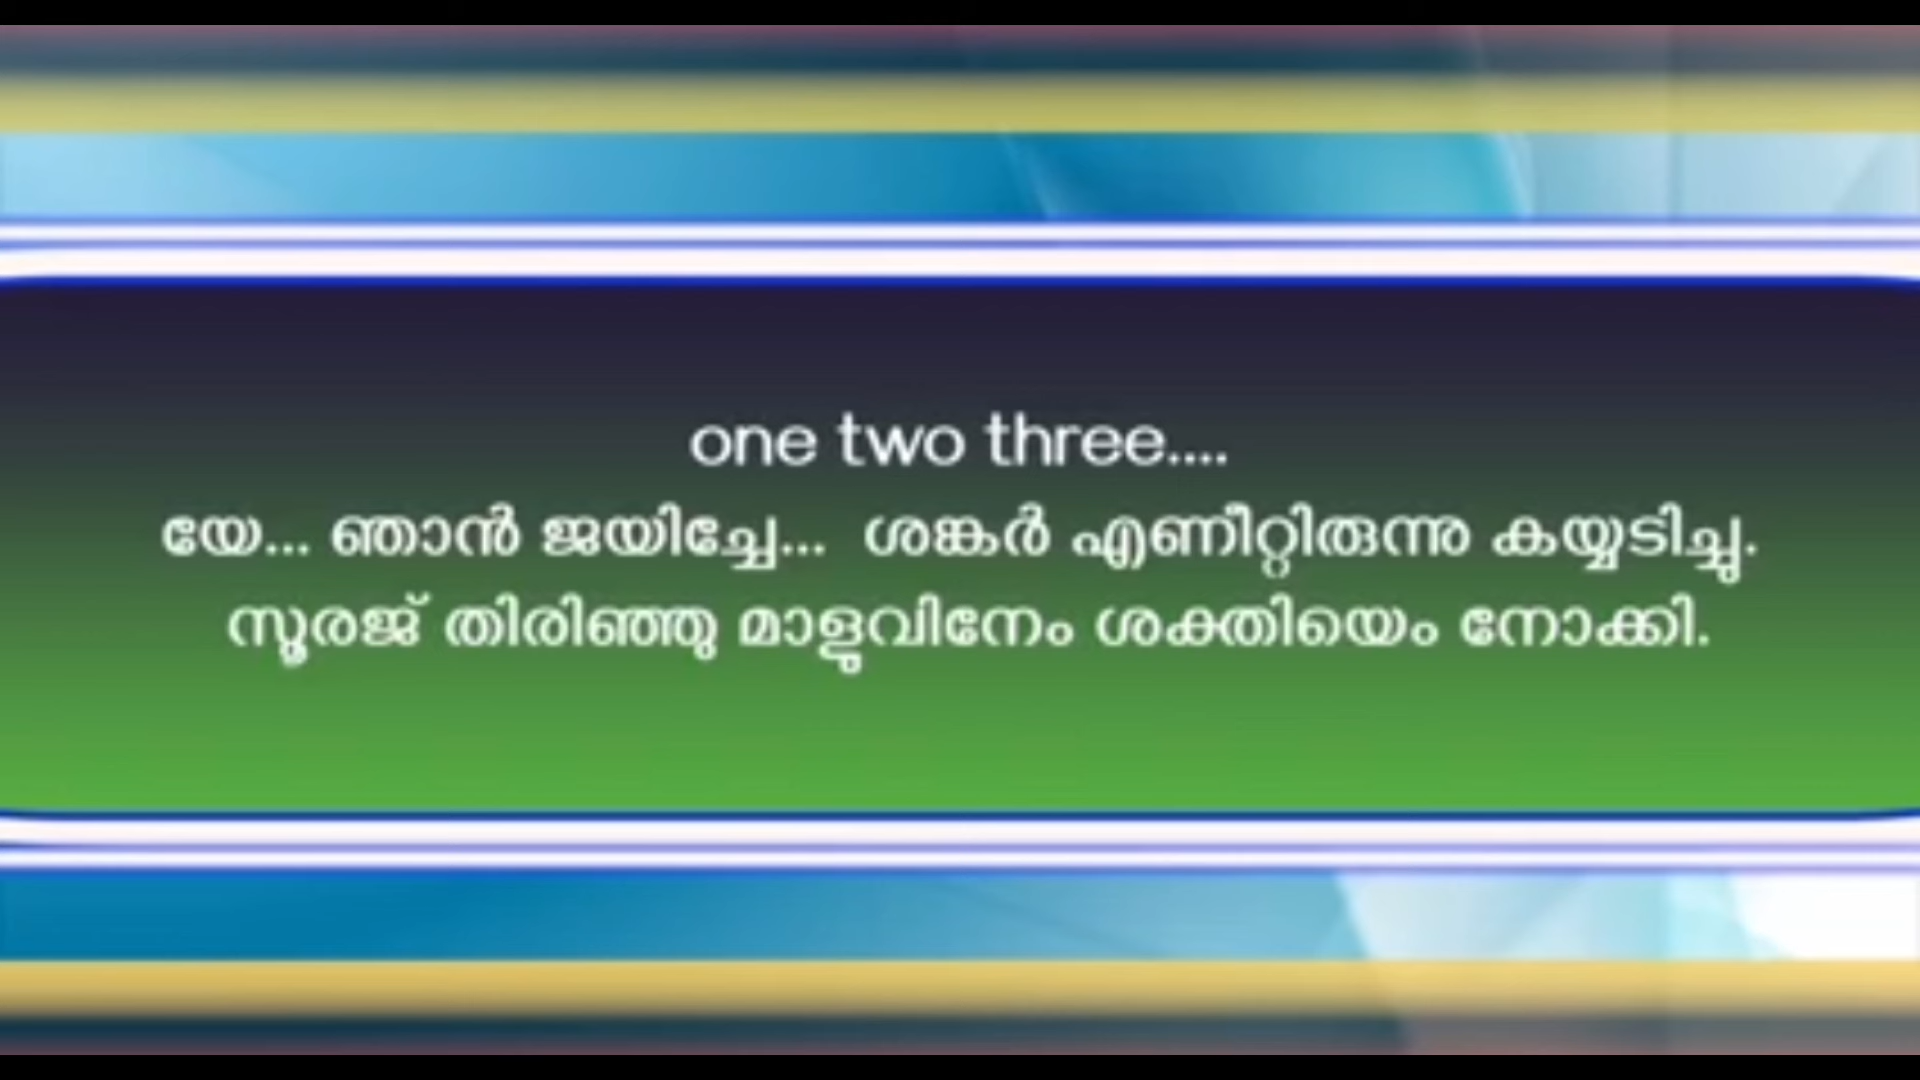 one two three....
യേ... ഞാൻ ജയിച്ചേ... ശങ്കർ എണീറ്റിരുന്നു കയ്യടിച്ചു.
സൂരജ് തിരിഞ്ഞു മാളുവിനേം ശക്തിയെം നോക്കി.